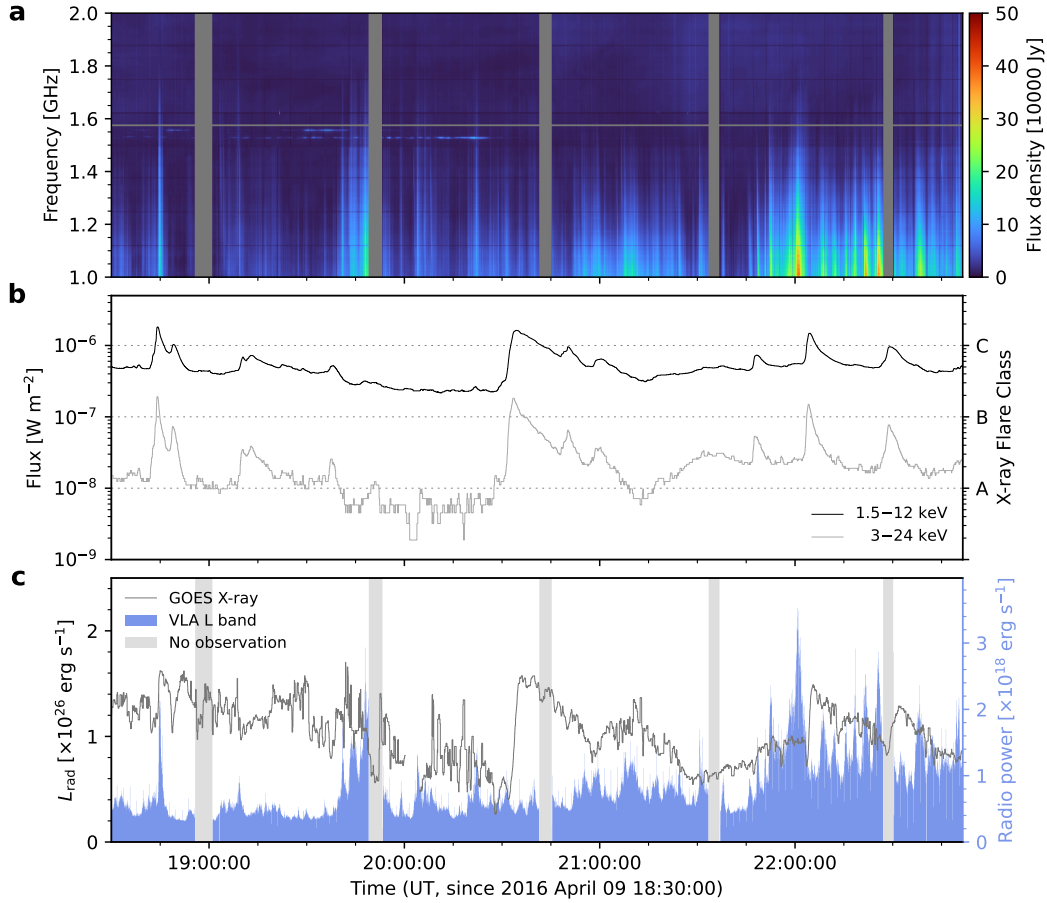 a
2.0
1.8
1.6
1.4
1.2
1.0
Frequency [GHz]
50
40
30
20
10
0
Flux density [10000 Jy]
b
10⁻⁶
10⁻⁷
10⁻⁸
10⁻⁹
Flux [W m⁻²]
C
B
A
X-ray Flare Class
1.5−12 keV
3−24 keV
c
GOES X-ray
VLA L band
No observation
2
1
0
L_rad [×10²⁶ erg s⁻¹]
3
2
1
0
Radio power [×10¹⁸ erg s⁻¹]
19:00:00 20:00:00 21:00:00 22:00:00
Time (UT, since 2016 April 09 18:30:00)